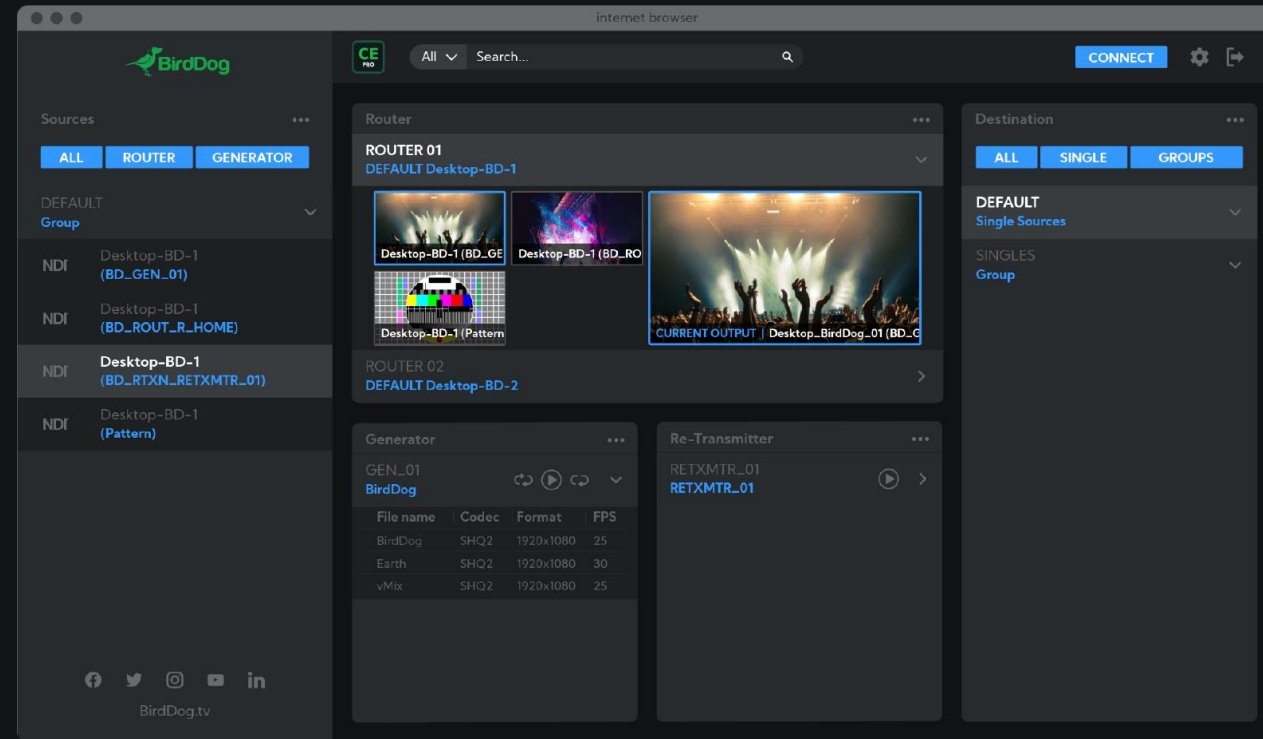 internet browser
BirdDog
CE
PRO
All
Search...
CONNECT
Sources
ALL
ROUTER
GENERATOR
DEFAULT
Group
NDI
Desktop-BD-1
(BD_GEN_01)
NDI
Desktop-BD-1
(BD_ROUT_R_HOME)
NDI
Desktop-BD-1
(BD_RTXN_RETXMTR_01)
NDI
Desktop-BD-1
(Pattern)
BirdDog.tv
Router
ROUTER 01
DEFAULT Desktop-BD-1
Desktop-BD-1 (BD_GE
Desktop-BD-1 (BD_RO
Desktop-BD-1 (Pattern
CURRENT OUTPUT | Desktop_BirdDog_01 (BD_G
ROUTER 02
DEFAULT Desktop-BD-2
Generator
GEN_01
BirdDog
File name Codec Format FPS
BirdDog SHQ2 1920x1080 25
Earth SHQ2 1920x1080 30
vMix SHQ2 1920x1080 25
Re-Transmitter
RETXMTR_01
RETXMTR_01
Destination
ALL
SINGLE
GROUPS
DEFAULT
Single Sources
SINGLES
Group